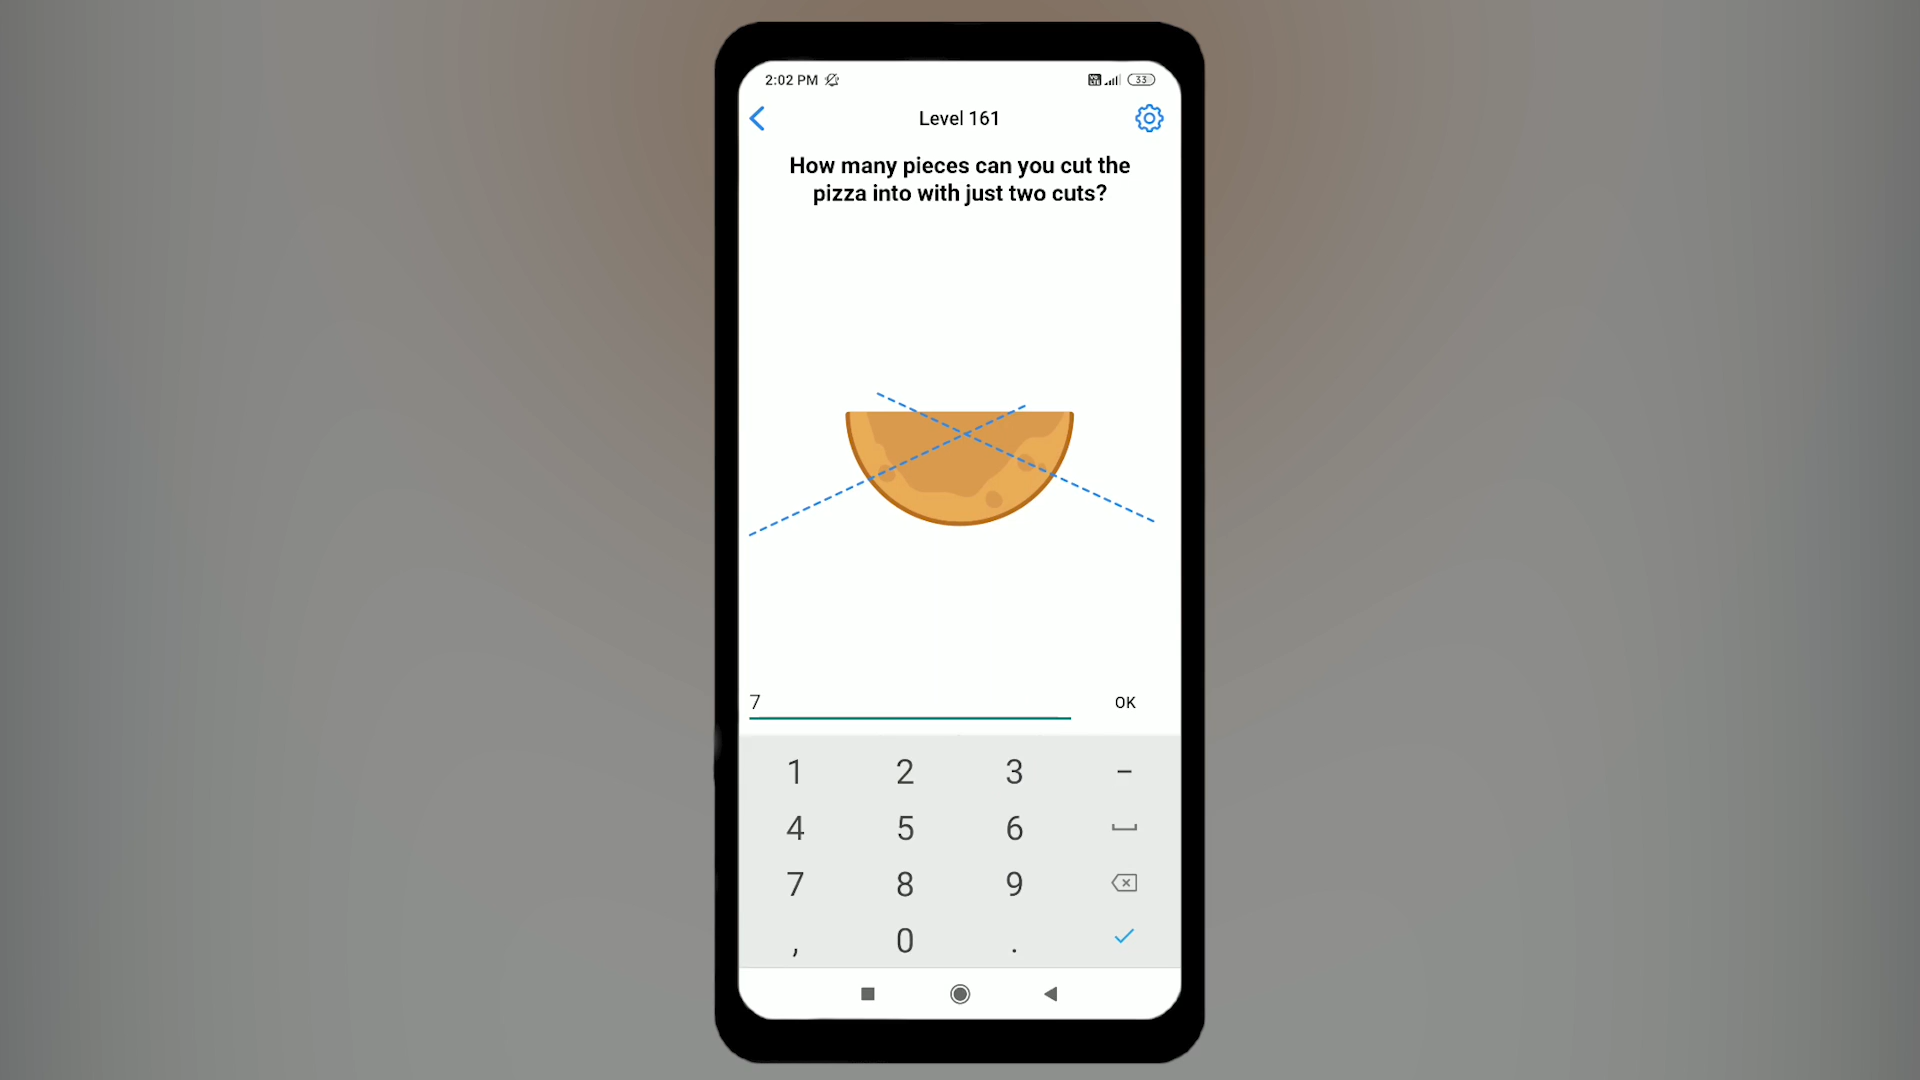 2:02 PM
33
Level 161
How many pieces can you cut the
pizza into with just two cuts?
7
OK
1 2 3 –
4 5 6
7 8 9
, 0 .